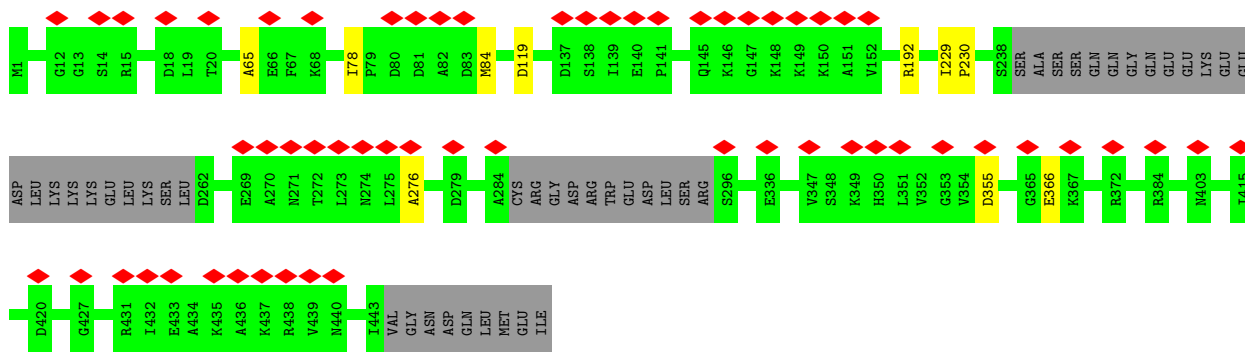 M1 G12 G13 S14 R15 D18 L19 T20 A65 E66 F67 K68 I78 P79 D80 D81 A82 D83 M84 D119 D137 S138 I139 E140 P141 Q145 K146 G147 K148 K149 K150 A151 V152 R192 I229 P230 S238 SER ALA SER SER GLN GLN GLY GLN GLU GLU LYS GLU GLU
ASP LEU LYS LYS LYS GLU LEU LYS SER LEU D262 E269 A270 N271 T272 L273 N274 L275 A276 D279 A284 CYS ARG GLY ASP ARG TRP GLU ASP LEU SER ARG S296 E336 V347 S348 K349 H350 L351 V352 G353 V354 D355 G365 E366 K367 R372 R384 N403 I415
D420 G427 R431 I432 E433 A434 K435 A436 K437 R438 V439 N440 I443 VAL GLY ASN ASP GLN LEU MET GLU ILE